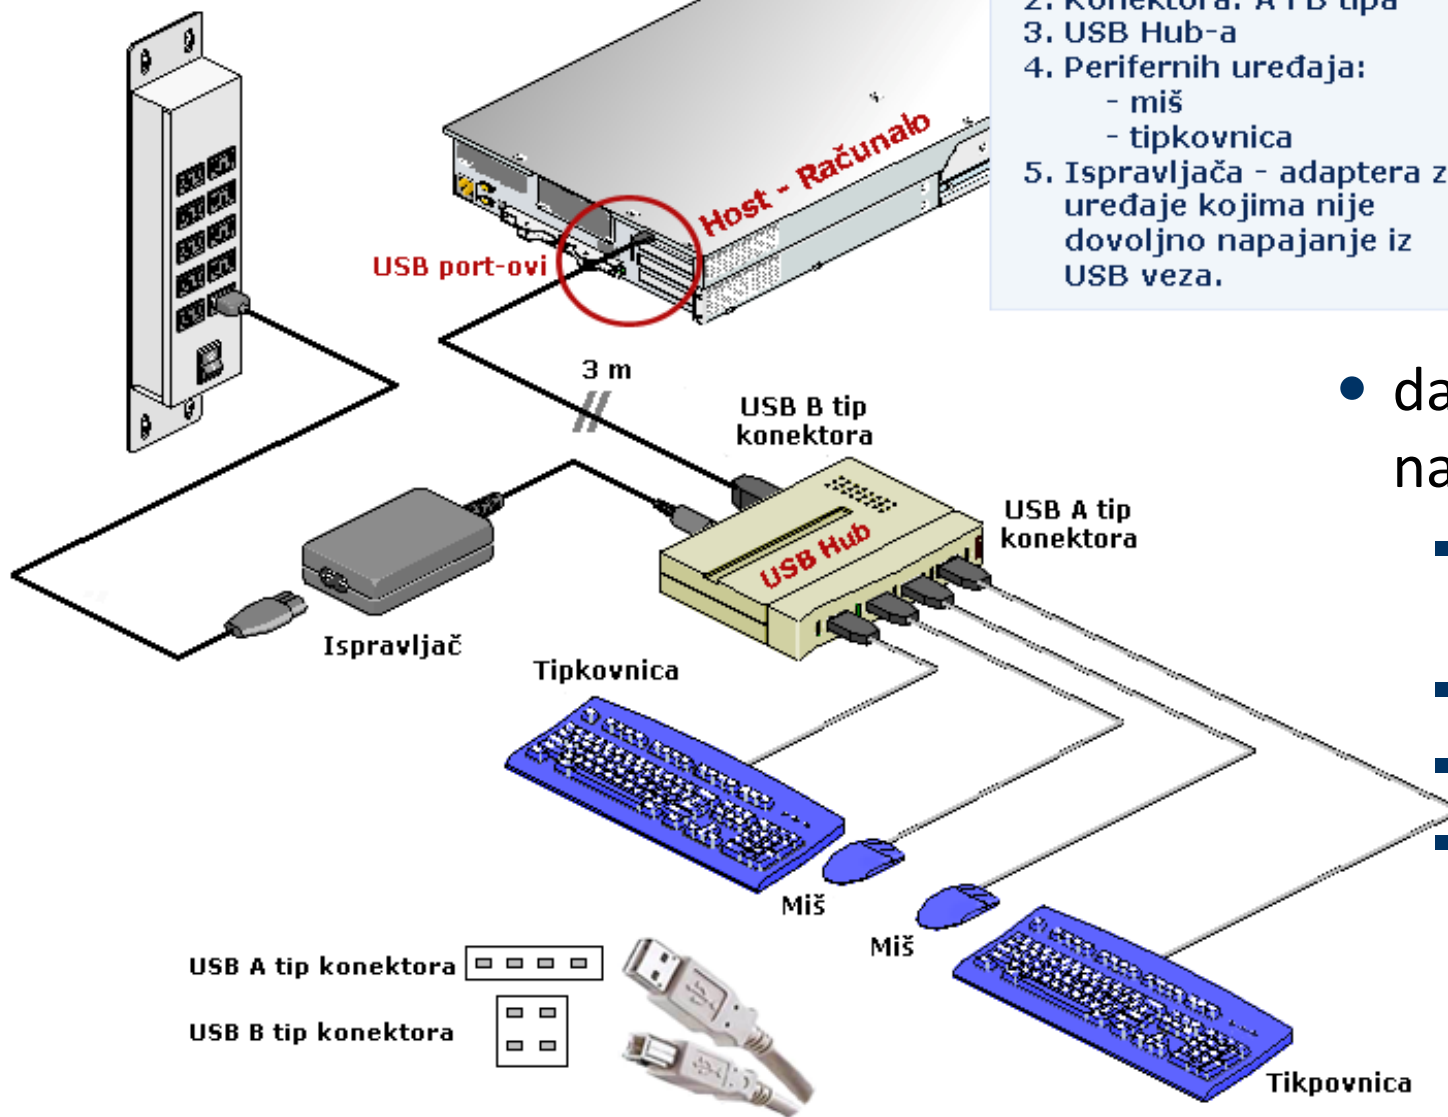 2. Konektora: A i B tipa
3. USB Hub-a
4. Perifernih uređaja:
- miš
- tipkovnica
5. Ispravljača - adaptera z
uređaje kojima nije
dovoljno napajanje iz
USB veza.
Host - Računalo
USB port-ovi
3 m
USB B tip
konektora
• da
na
USB A tip
konektora
USB Hub
Ispravljač
Tipkovnica
Miš
Miš
USB A tip konektora
USB B tip konektora
Tikpovnica